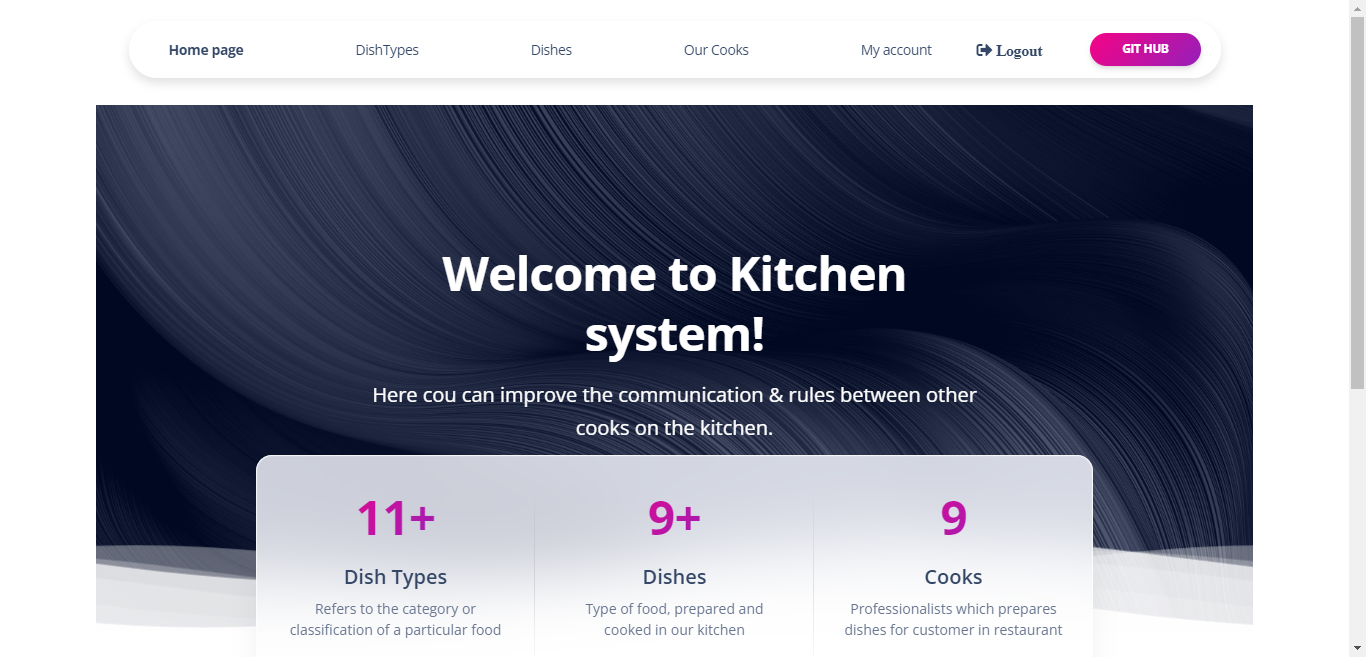 Home page DishTypes Dishes Our Cooks My account Logout GIT HUB
Welcome to Kitchen
system!
Here cou can improve the communication & rules between other
cooks on the kitchen.
11+ 9+ 9
Dish Types Dishes Cooks
Refers to the category or Type of food, prepared and Professionalists which prepares
classification of a particular food cooked in our kitchen dishes for customer in restaurant